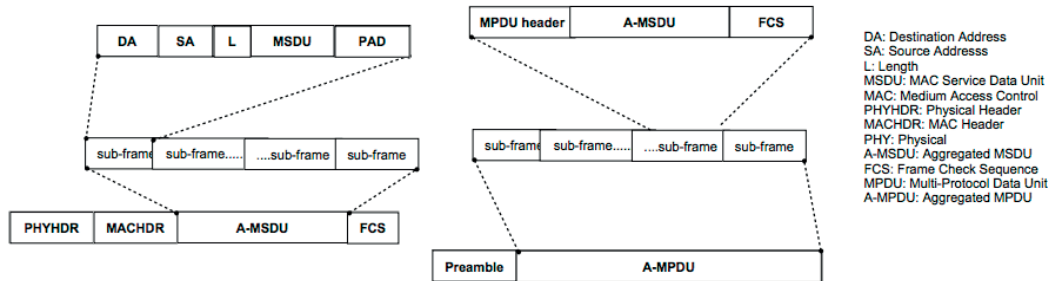 DA SA L MSDU PAD
sub-frame sub-frame..... ....sub-frame sub-frame
PHYHDR MACHDR A-MSDU FCS
MPDU header A-MSDU FCS
sub-frame sub-frame..... ....sub-frame sub-frame
Preamble A-MPDU
DA: Destination Address
SA: Source Addresss
L: Length
MSDU: MAC Service Data Unit
MAC: Medium Access Control
PHYHDR: Physical Header
MACHDR: MAC Header
PHY: Physical
A-MSDU: Aggregated MSDU
FCS: Frame Check Sequence
MPDU: Multi-Protocol Data Unit
A-MPDU: Aggregated MPDU